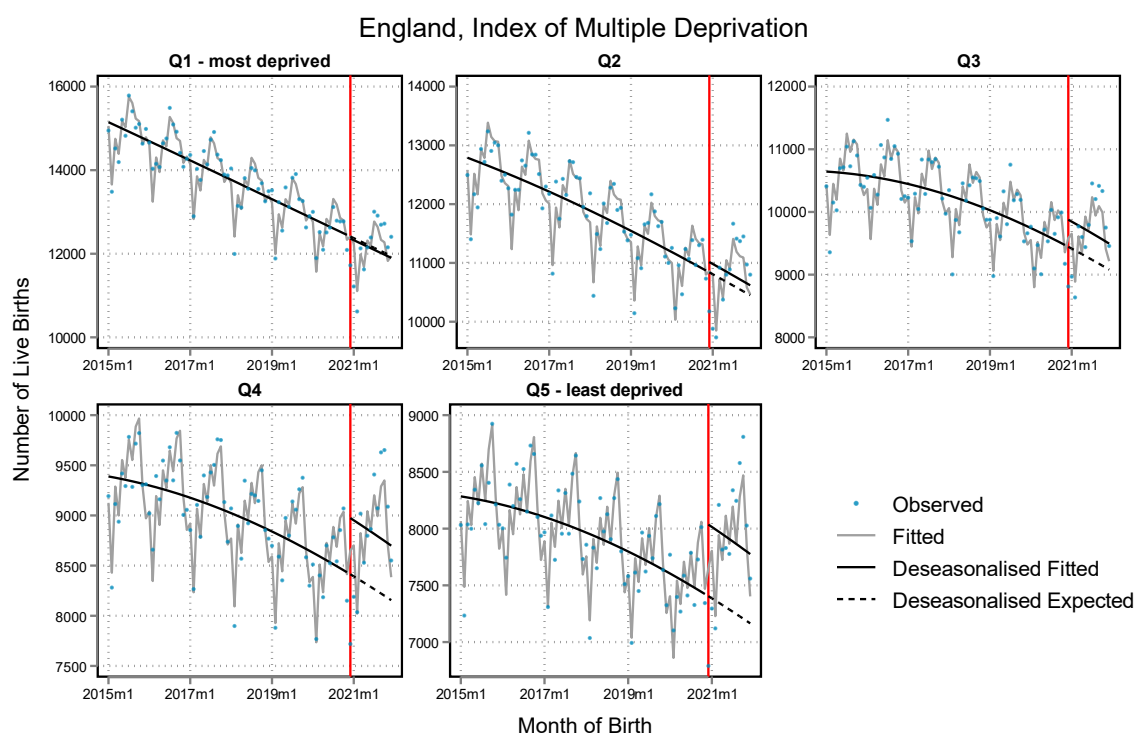 England, Index of Multiple Deprivation
Q1 - most deprived
Q2
Q3
16000
14000
12000
10000
2015m1 2017m1 2019m1 2021m1
14000
13000
12000
11000
10000
2015m1 2017m1 2019m1 2021m1
12000
11000
10000
9000
8000
2015m1 2017m1 2019m1 2021m1
Number of Live Births
Q4
Q5 - least deprived
10000
9500
9000
8500
8000
7500
2015m1 2017m1 2019m1 2021m1
9000
8500
8000
7500
7000
2015m1 2017m1 2019m1 2021m1
Observed
Fitted
Deseasonalised Fitted
Deseasonalised Expected
Month of Birth